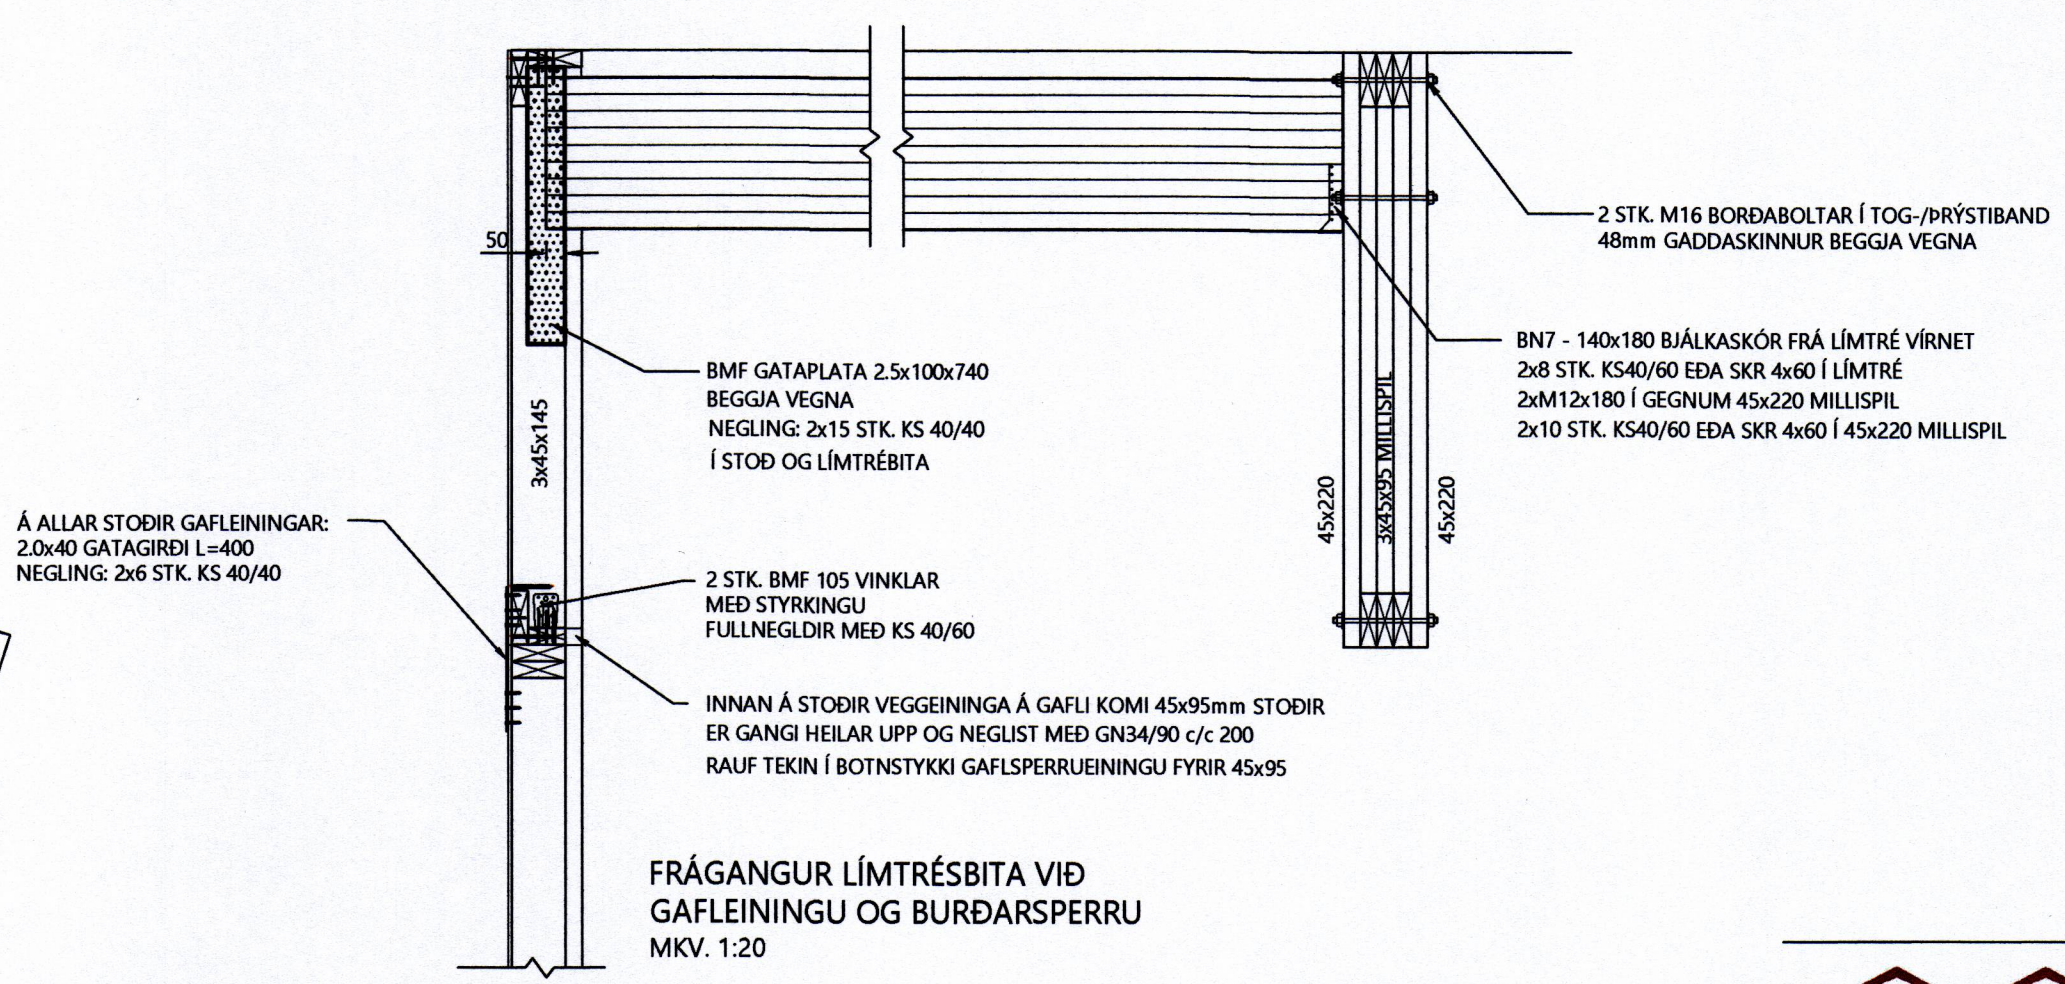 2 STK. M16 BORÐABOLTAR Í TOG-/ÞRÝSTIBAND
48mm GADDASKINNUR BEGGJA VEGNA
50
BN7 - 140x180 BJÁLKASKÓR FRÁ LÍMTRÉ VÍRNET
2x8 STK. KS40/60 EÐA SKR 4x60 Í LÍMTRÉ
2xM12x180 Í GEGNUM 45x220 MILLISPIL
2x10 STK. KS40/60 EÐA SKR 4x60 Í 45x220 MILLISPIL
BMF GATAPLATA 2.5x100x740
BEGGJA VEGNA
NEGLING: 2x15 STK. KS 40/40
Í STOÐ OG LÍMTRÉBITA
3x45x145
45x220
3x45x95 MILLISPIL
45x220
Á ALLAR STOÐIR GAFLEININGAR:
2.0x40 GATAGIRÐI L=400
NEGLING: 2x6 STK. KS 40/40
2 STK. BMF 105 VINKLAR
MEÐ STYRKINGU
FULLNEGLDIR MEÐ KS 40/60
INNAN Á STOÐIR VEGGEININGA Á GAFLI KOMI 45x95mm STOÐIR
ER GANGI HEILAR UPP OG NEGLIST MEÐ GN34/90 c/c 200
RAUF TEKIN Í BOTNSTYKKI GAFLSPERRUEININGU FYRIR 45x95
FRÁGANGUR LÍMTRÉSBITA VIÐ
GAFLEININGU OG BURÐARSPERRU
MKV. 1:20